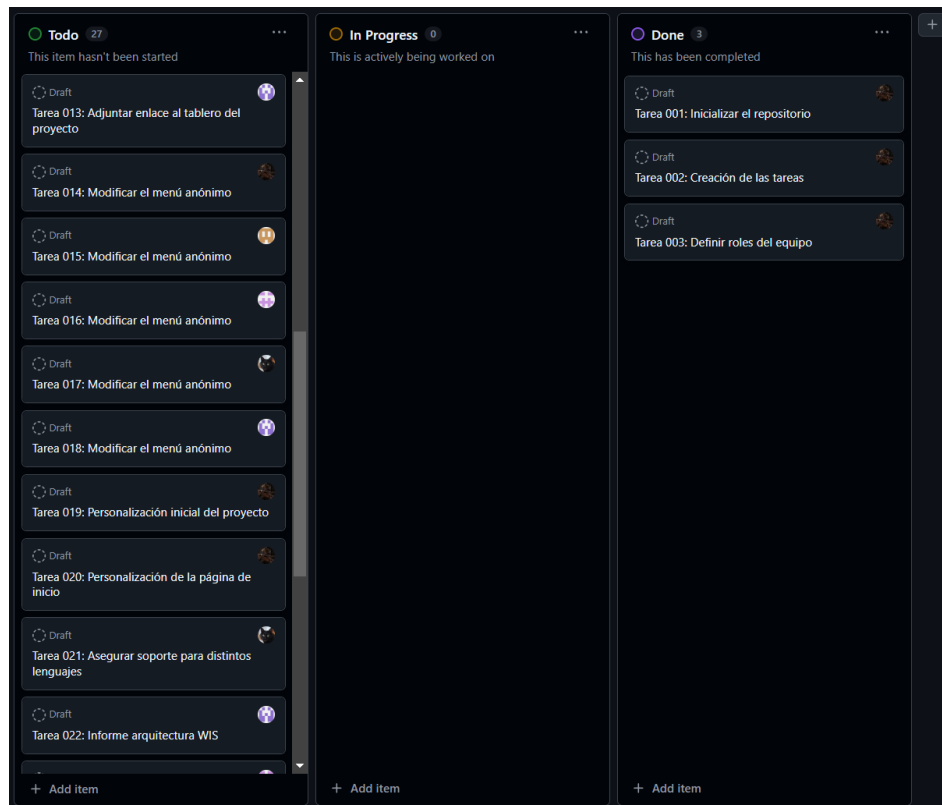 Todo 27
This item hasn't been started
Draft
Tarea 013: Adjuntar enlace al tablero del
proyecto
Draft
Tarea 014: Modificar el menú anónimo
Draft
Tarea 015: Modificar el menú anónimo
Draft
Tarea 016: Modificar el menú anónimo
Draft
Tarea 017: Modificar el menú anónimo
Draft
Tarea 018: Modificar el menú anónimo
Draft
Tarea 019: Personalización inicial del proyecto
Draft
Tarea 020: Personalización de la página de
inicio
Draft
Tarea 021: Asegurar soporte para distintos
lenguajes
Draft
Tarea 022: Informe arquitectura WIS
+ Add item
In Progress 0
This is actively being worked on
+ Add item
Done 3
This has been completed
Draft
Tarea 001: Inicializar el repositorio
Draft
Tarea 002: Creación de las tareas
Draft
Tarea 003: Definir roles del equipo
+ Add item
+